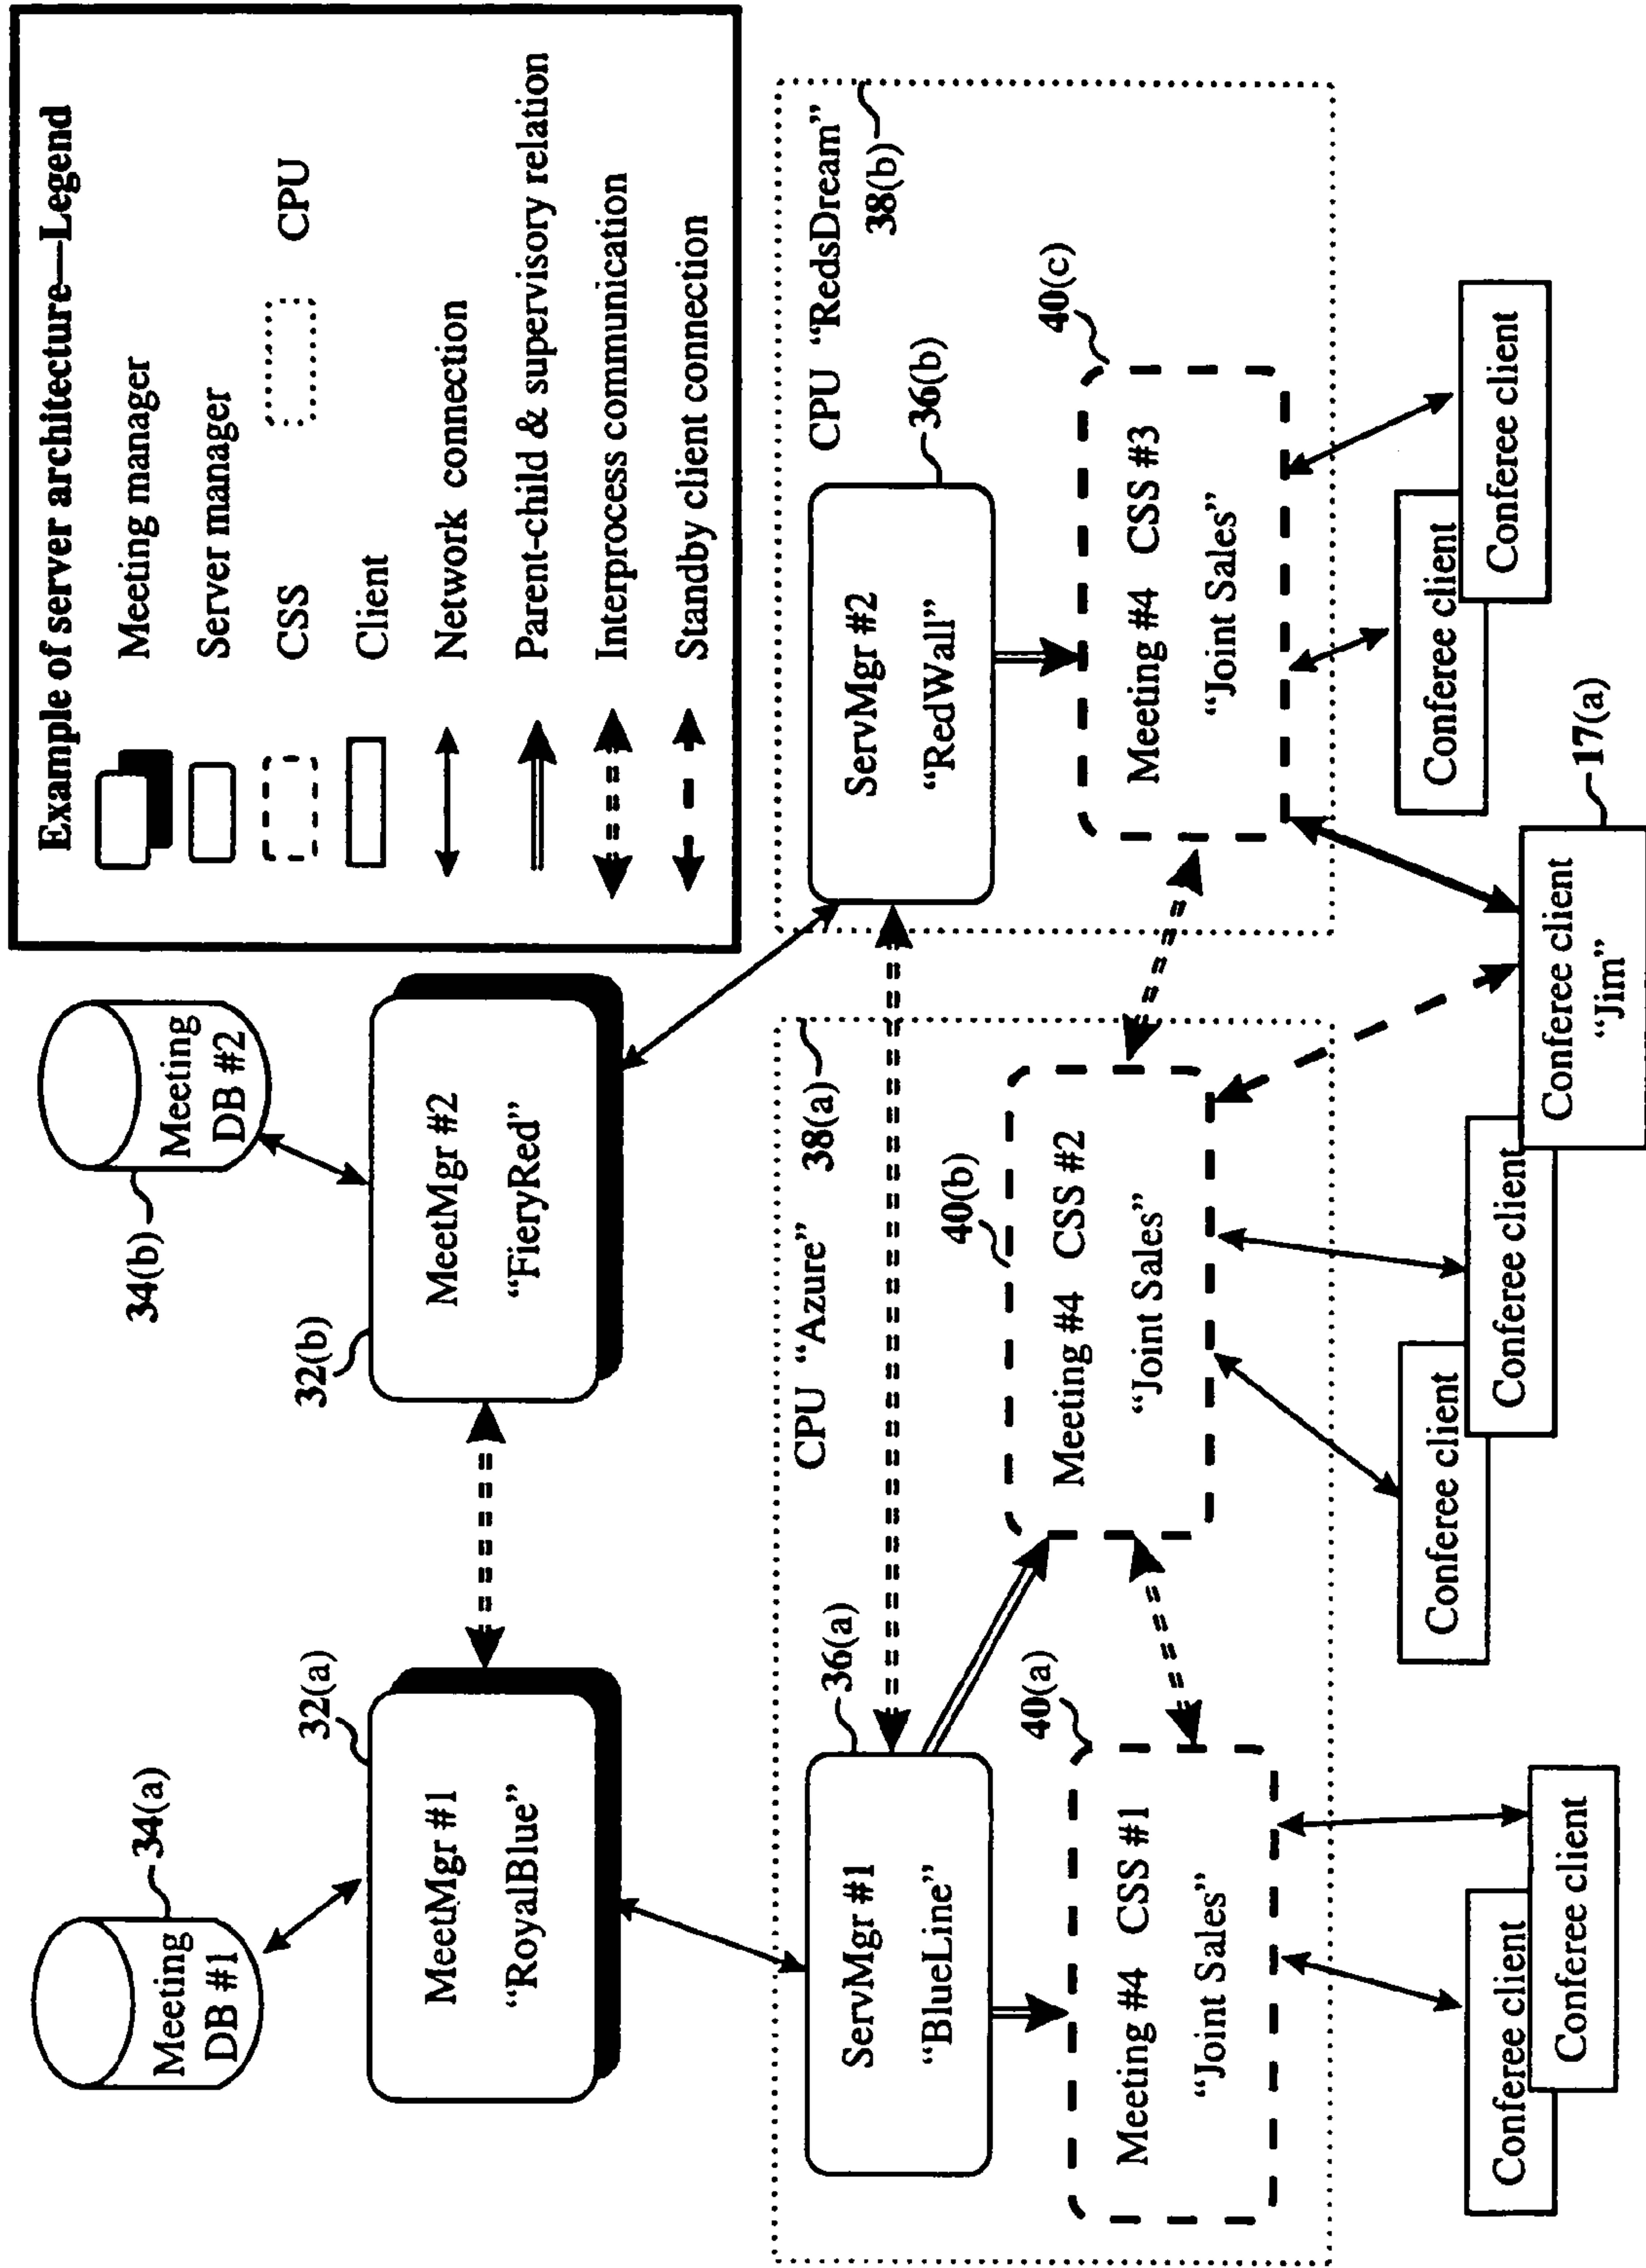 Example of server architecture—Legend
Meeting manager
Server manager
CSS
CPU
Client
Network connection
Parent-child & supervisory relation
Interprocess communication
Standby client connection
34(a)
Meeting
DB #1
34(b)
Meeting
DB #2
32(a)
MeetMgr #1
“RoyalBlue”
32(b)
MeetMgr #2
“FieryRed”
CPU “Azure”
38(a)
CPU “RedsDream”
38(b)
36(a)
ServMgr #1
“BlueLine”
36(b)
ServMgr #2
“RedWall”
40(a)
Meeting #4 CSS #1
“Joint Sales”
40(b)
Meeting #4 CSS #2
“Joint Sales”
40(c)
Meeting #4 CSS #3
“Joint Sales”
Conferee client
Conferee client
Conferee client
Conferee client
Conferee client
“Jim”
17(a)
Conferee client
Conferee client